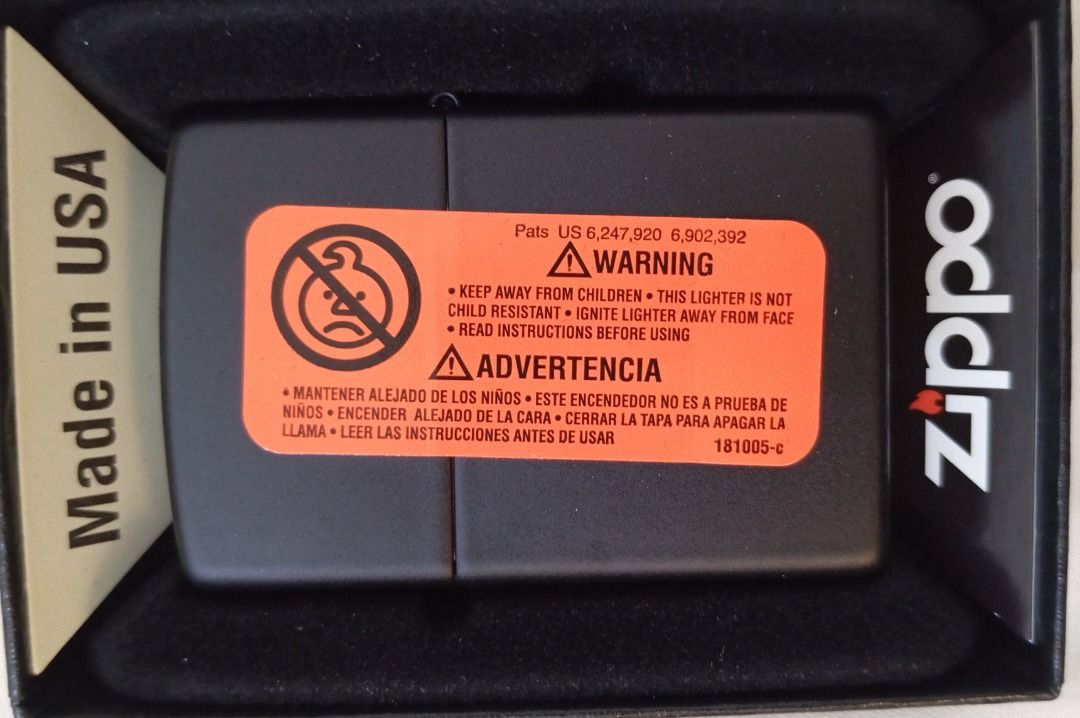 Made in USA
Pats US 6,247,920 6,902,392
WARNING
• KEEP AWAY FROM CHILDREN • THIS LIGHTER IS NOT
CHILD RESISTANT • IGNITE LIGHTER AWAY FROM FACE
• READ INSTRUCTIONS BEFORE USING
ADVERTENCIA
• MANTENER ALEJADO DE LOS NIÑOS • ESTE ENCENDEDOR NO ES A PRUEBA DE
NIÑOS • ENCENDER ALEJADO DE LA CARA • CERRAR LA TAPA PARA APAGAR LA
LLAMA • LEER LAS INSTRUCCIONES ANTES DE USAR
181005-c
zippo®